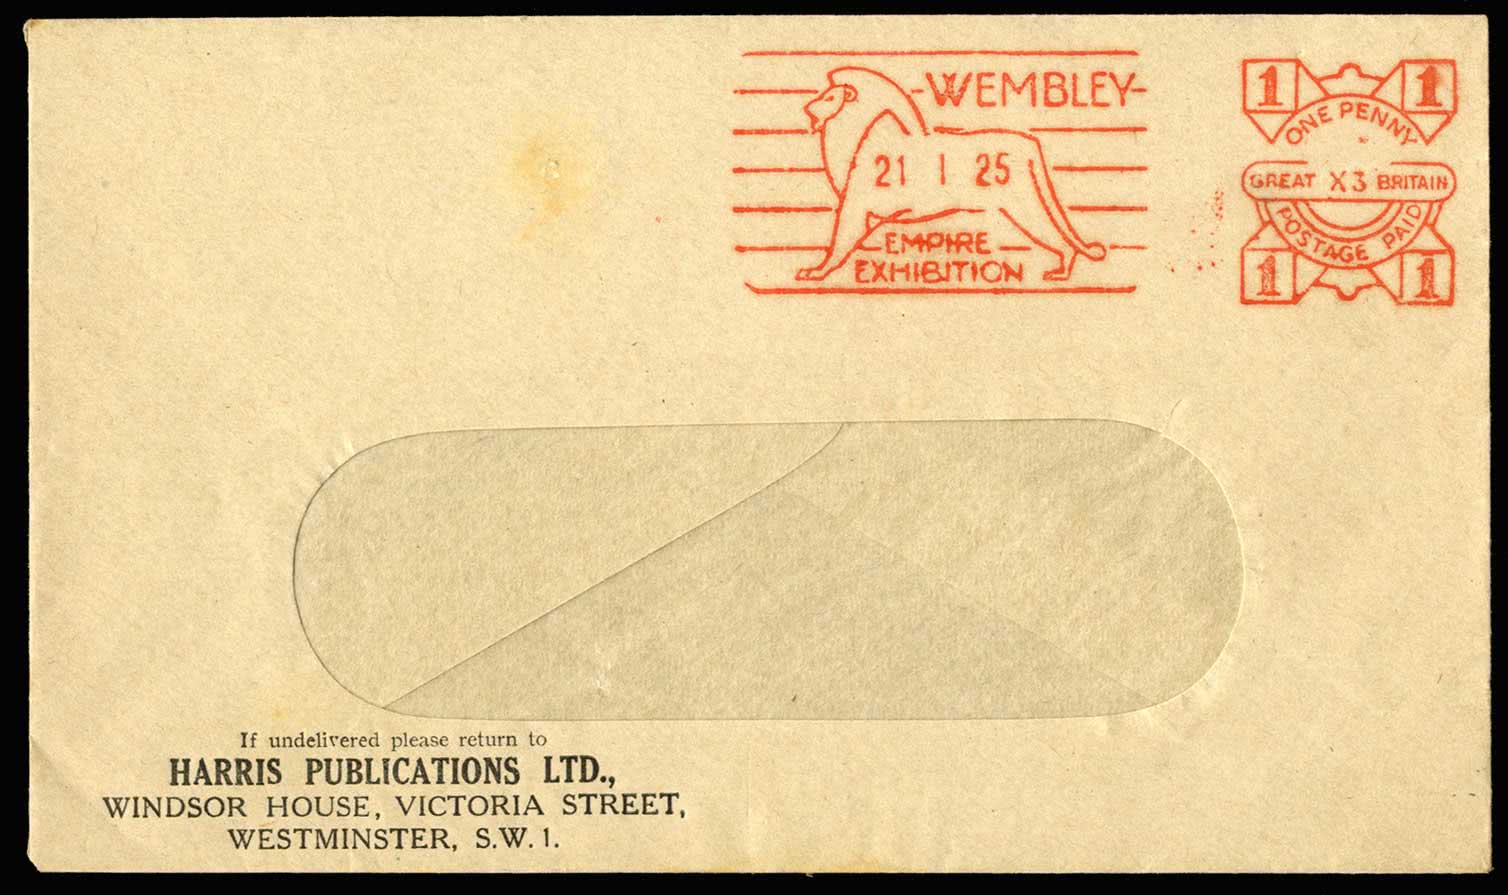 WEMBLEY
21 1 25
EMPIRE
EXHIBITION
1 1
ONE PENNY
GREAT X3 BRITAIN
POSTAGE PAID
1 1
If undelivered please return to
HARRIS PUBLICATIONS LTD.,
WINDSOR HOUSE, VICTORIA STREET,
WESTMINSTER, S.W. 1.